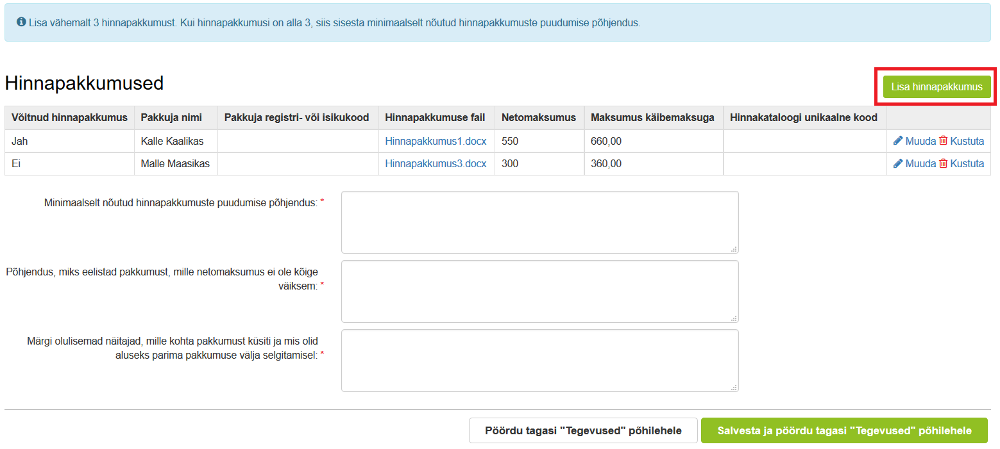 Lisa vähemalt 3 hinnapakkumust. Kui hinnapakkumusi on alla 3, siis sisesta minimaalselt nõutud hinnapakkumuste puudumise põhjendus.
Hinnapakkumused
Lisa hinnapakkumus
Võitnud hinnapakkumus Pakkuja nimi Pakkuja registri- või isikukood Hinnapakkumuse fail Netomaksumus Maksumus käibemaksuga Hinnakataloogi unikaalne kood
Jah Kalle Kaalikas Hinnapakkumus1.docx 550 660,00 Muuda Kustuta
Ei Malle Maasikas Hinnapakkumus3.docx 300 360,00 Muuda Kustuta
Minimaalselt nõutud hinnapakkumuste puudumise põhjendus: *
Põhjendus, miks eelistad pakkumust, mille netomaksumus ei ole kõige
väiksem: *
Märgi olulisemad näitajad, mille kohta pakkumust küsiti ja mis olid
aluseks parima pakkumuse välja selgitamisel: *
Pöördu tagasi "Tegevused" põhilehele
Salvesta ja pöördu tagasi "Tegevused" põhilehele